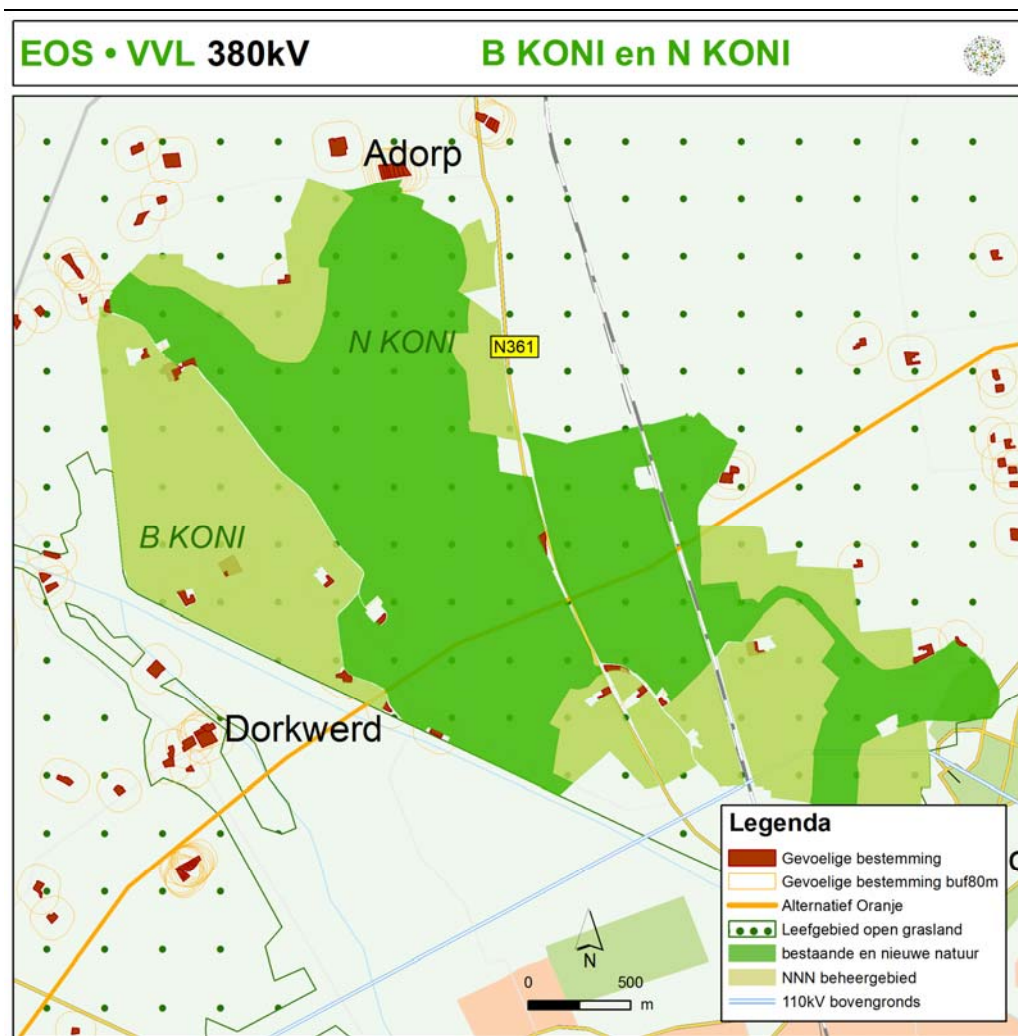 EOS • VVL 380kV B KONI en N KONI
Adorp
N KONI
N361
B KONI
Dorkwerd
Legenda
Gevoelige bestemming
Gevoelige bestemming buf80m
Alternatief Oranje
Leefgebied open grasland
bestaande en nieuwe natuur
NNN beheergebied
110kV bovengronds
N
0 500
m